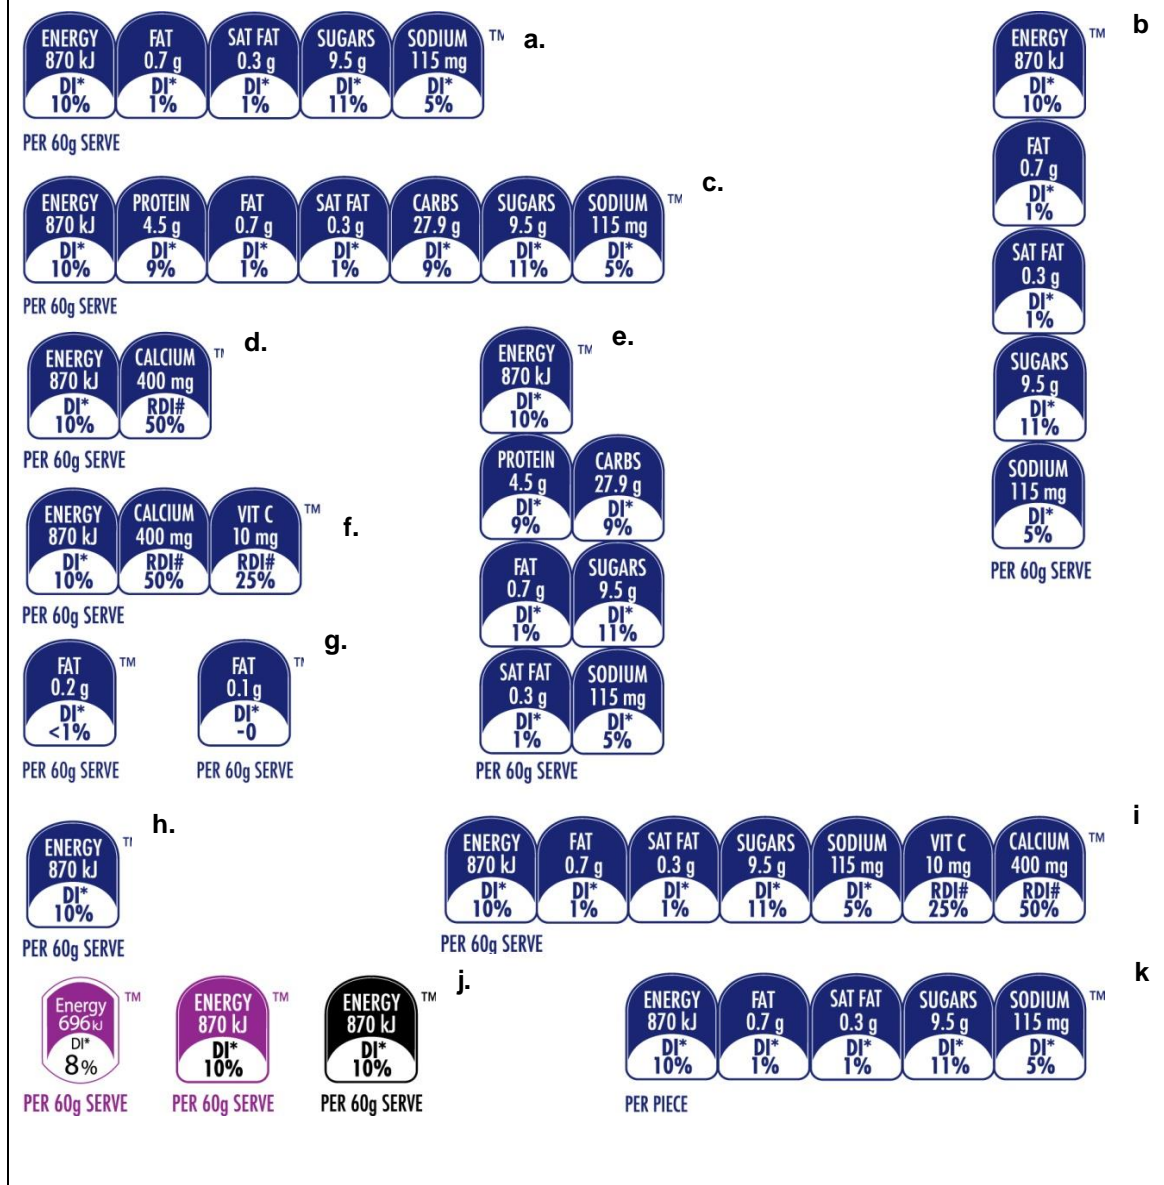 ENERGY FAT SAT FAT SUGARS SODIUM TM a.
870 kJ 0.7 g 0.3 g 9.5 g 115 mg
DI* DI* DI* DI* DI*
10% 1% 1% 11% 5%
PER 60g SERVE
b
ENERGY TM
870 kJ
DI*
10%
FAT
0.7 g
DI*
1%
SAT FAT
0.3 g
DI*
1%
SUGARS
9.5 g
DI*
11%
SODIUM
115 mg
DI*
5%
PER 60g SERVE
c.
ENERGY PROTEIN FAT SAT FAT CARBS SUGARS SODIUM TM
870 kJ 4.5 g 0.7 g 0.3 g 27.9 g 9.5 g 115 mg
DI* DI* DI* DI* DI* DI* DI*
10% 9% 1% 1% 9% 11% 5%
PER 60g SERVE
d.
ENERGY CALCIUM TM
870 kJ 400 mg
DI* RDI#
10% 50%
PER 60g SERVE
e.
ENERGY TM
870 kJ
DI*
10%
PROTEIN CARBS
4.5 g 27.9 g
DI* DI*
9% 9%
FAT SUGARS
0.7 g 9.5 g
DI* DI*
1% 11%
SAT FAT SODIUM
0.3 g 115 mg
DI* DI*
1% 5%
PER 60g SERVE
f.
ENERGY CALCIUM VIT C TM
870 kJ 400 mg 10 mg
DI* RDI# RDI#
10% 50% 25%
PER 60g SERVE
g.
FAT TM FAT TM
0.2 g 0.1 g
DI* DI*
<1% -0
PER 60g SERVE PER 60g SERVE
h.
ENERGY TM
870 kJ
DI*
10%
PER 60g SERVE
i
ENERGY FAT SAT FAT SUGARS SODIUM VIT C CALCIUM TM
870 kJ 0.7 g 0.3 g 9.5 g 115 mg 10 mg 400 mg
DI* DI* DI* DI* DI* RDI# RDI#
10% 1% 1% 11% 5% 25% 50%
PER 60g SERVE
j.
Energy TM ENERGY TM ENERGY TM
696 kJ 870 kJ 870 kJ
DI* DI* DI*
8% 10% 10%
PER 60g SERVE PER 60g SERVE PER 60g SERVE
k
ENERGY FAT SAT FAT SUGARS SODIUM TM
870 kJ 0.7 g 0.3 g 9.5 g 115 mg
DI* DI* DI* DI* DI*
10% 1% 1% 11% 5%
PER PIECE